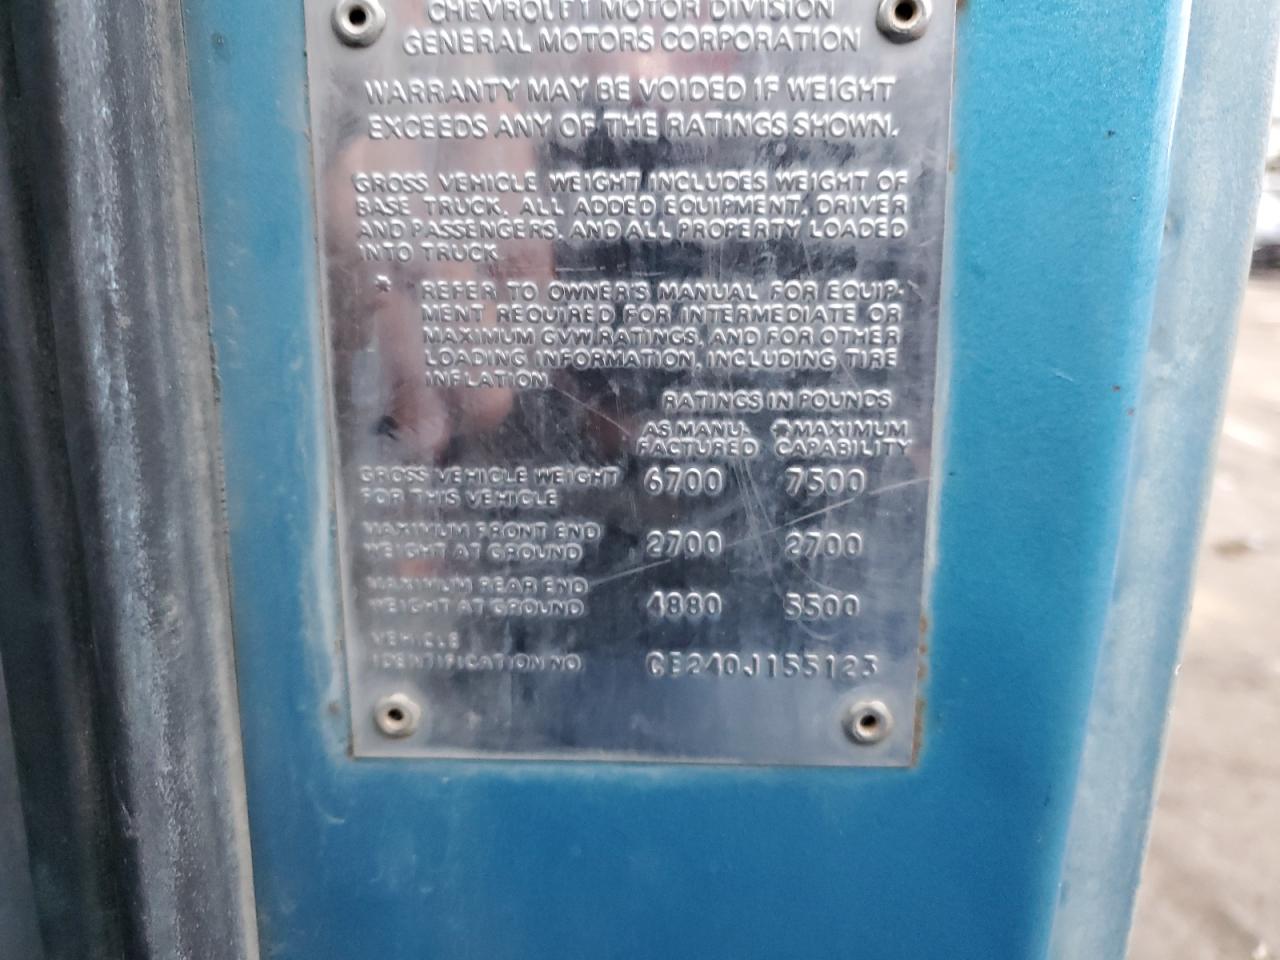 CHEVROLET MOTOR DIVISION
GENERAL MOTORS CORPORATION
WARRANTY MAY BE VOIDED IF WEIGHT
EXCEEDS ANY OF THE RATINGS SHOWN.
GROSS VEHICLE WEIGHT INCLUDES WEIGHT OF
BASE TRUCK, ALL ADDED EQUIPMENT, DRIVER
AND PASSENGERS, AND ALL PROPERTY LOADED
INTO TRUCK
* REFER TO OWNER'S MANUAL FOR EQUIP-
MENT REQUIRED FOR INTERMEDIATE OR
MAXIMUM GVW RATINGS, AND FOR OTHER
LOADING INFORMATION, INCLUDING TIRE
INFLATION.
RATINGS IN POUNDS
AS MANU- *MAXIMUM
FACTURED CAPABILITY
GROSS VEHICLE WEIGHT 6700 7500
FOR THIS VEHICLE
MAXIMUM FRONT END
WEIGHT AT GROUND 2700 2700
MAXIMUM REAR END
WEIGHT AT GROUND 4880 5500
VEHICLE
IDENTIFICATION NO CE240J155123